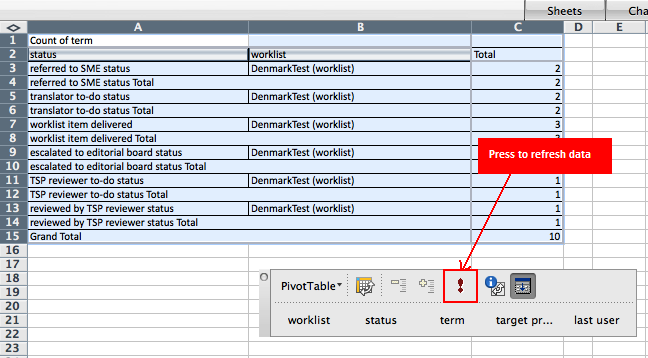 Sheets Cha
A B C D E
1 Count of term
2 status worklist Total
3 referred to SME status DenmarkTest (worklist) 2
4 referred to SME status Total 2
5 translator to-do status DenmarkTest (worklist) 2
6 translator to-do status Total 2
7 worklist item delivered DenmarkTest (worklist) 3
8 worklist item delivered Total
9 escalated to editorial board status DenmarkTest (worklist)
Press to refresh data
10 escalated to editorial board status Total
11 TSP reviewer to-do status DenmarkTest (worklist) 1
12 TSP reviewer to-do status Total 1
13 reviewed by TSP reviewer status DenmarkTest (worklist) 1
14 reviewed by TSP reviewer status Total 1
15 Grand Total 10
16
17
18
PivotTable
19
20
21 worklist status term target pr... last user
22
23